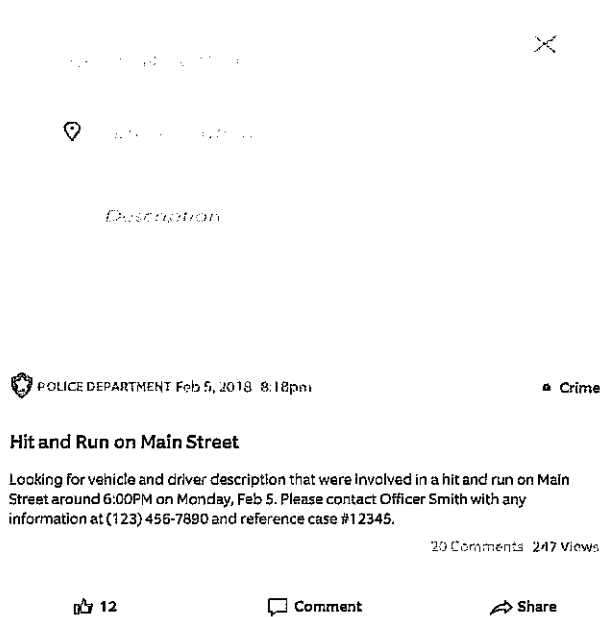 Description
POLICE DEPARTMENT Feb 5, 2018 8:18pm
Crime
Hit and Run on Main Street
Looking for vehicle and driver description that were involved in a hit and run on Main
Street around 6:00PM on Monday, Feb 5. Please contact Officer Smith with any
information at (123) 456-7890 and reference case #12345.
20 Comments 247 Views
12 Comment Share